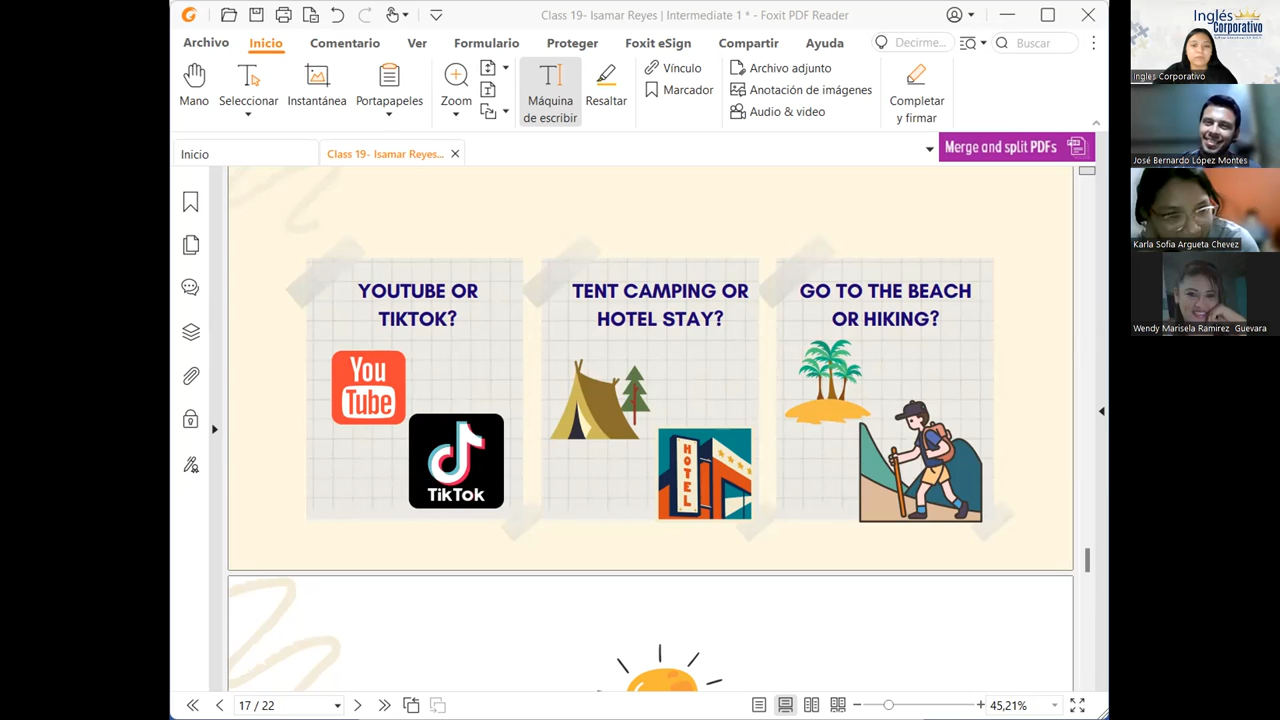 Class 19- Isamar Reyes | Intermediate 1 * - Foxit PDF Reader
Archivo
Inicio
Comentario
Ver
Formulario
Proteger
Foxit eSign
Compartir
Ayuda
Decirme...
Buscar
Mano
Seleccionar
Instantánea
Portapapeles
Zoom
Máquina
de escribir
Resaltar
Vínculo
Marcador
Archivo adjunto
Anotación de imágenes
Audio & video
Completar
y firmar
Inicio
Class 19- Isamar Reyes...
Merge and split PDFs
YOUTUBE OR
TIKTOK?
You
Tube
TikTok
TENT CAMPING OR
HOTEL STAY?
HOTEL
GO TO THE BEACH
OR HIKING?
17 / 22
45,21%
Inglés
Corporativo
Ingles Corporativo
José Bernardo López Montes
Karla Sofia Argueta Chevez
Wendy Marisela Ramirez Guevara